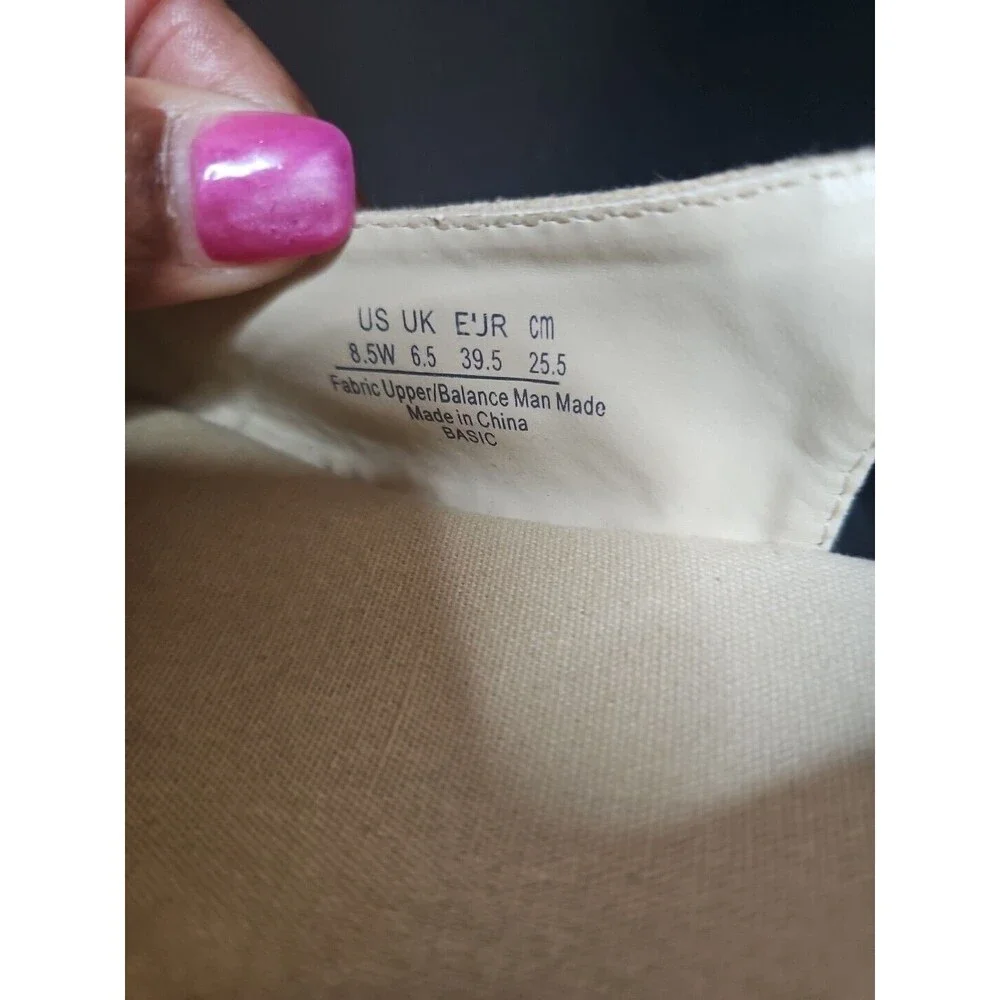 US UK EUR cm
8.5W 6.5 39.5 25.5
Fabric Upper/Balance Man Made
Made in China
BASIC